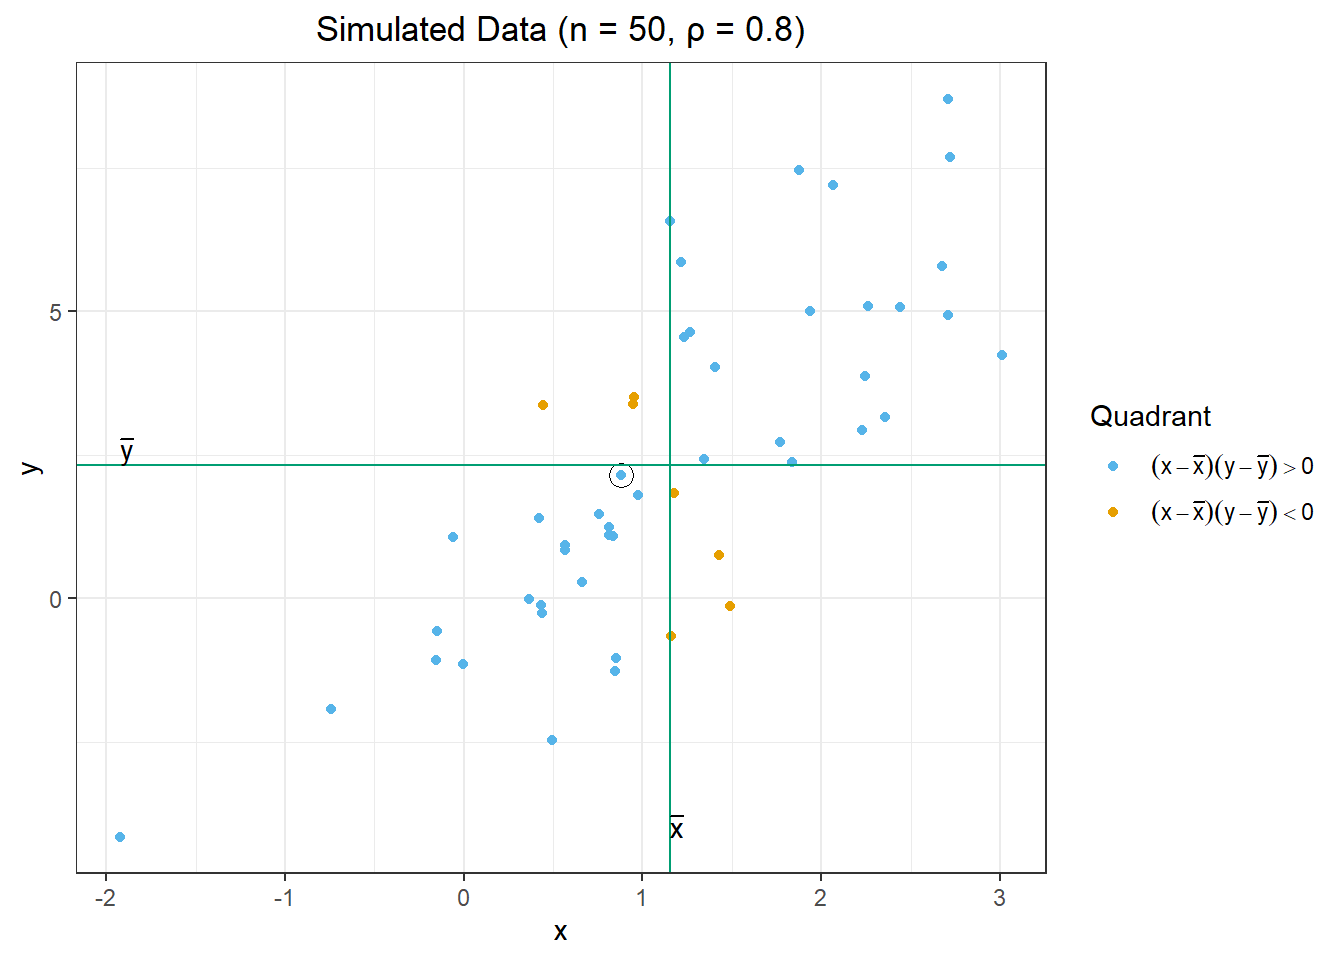 Simulated Data (n = 50, ρ = 0.8)
y
5
0
y̅
x̅
-2 -1 0 1 2 3
x
Quadrant
(x − x̅)(y − y̅) > 0
(x − x̅)(y − y̅) < 0